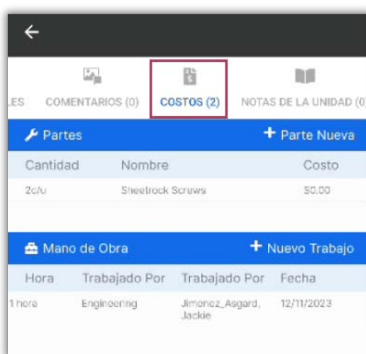 LES COMENTARIOS (0) COSTOS (2) NOTAS DE LA UNIDAD (0)
Partes + Parte Nueva
Cantidad Nombre Costo
2c/u Sheetrock Screws $0.00
Mano de Obra + Nuevo Trabajo
Hora Trabajado Por Trabajado Por Fecha
1 hora Engineering Jimenez_Asgard, 12/11/2023
Jackie